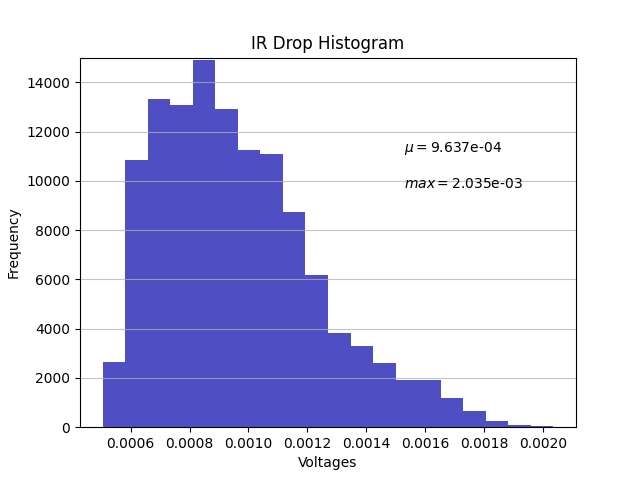 IR Drop Histogram
14000
12000
10000
8000
6000
4000
2000
0
Frequency
μ = 9.637e-04
max = 2.035e-03
0.0006 0.0008 0.0010 0.0012 0.0014 0.0016 0.0018 0.0020
Voltages